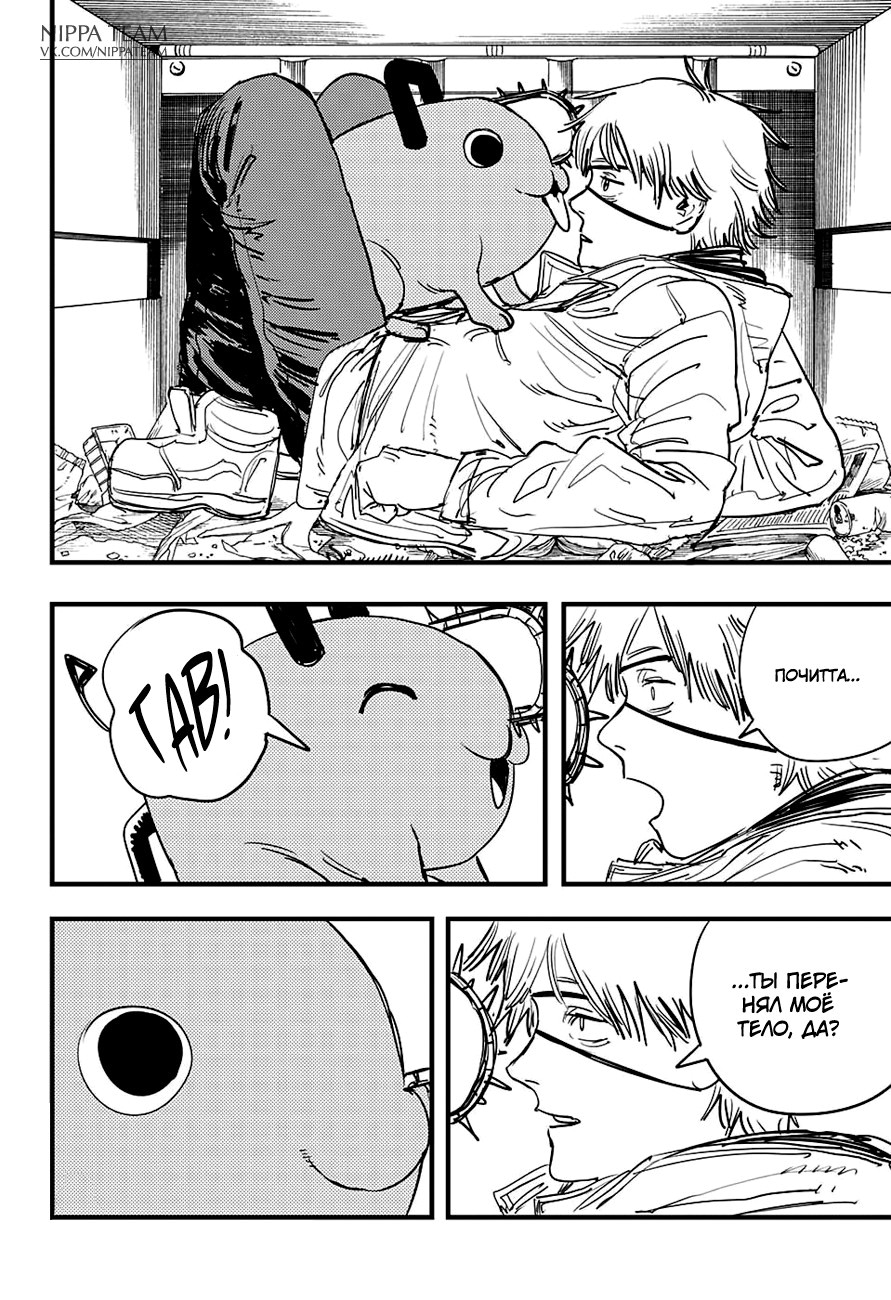 NIPPA TEAM
VK.COM/NIPPATEAM
ПОЧИТТА...
ГАВ!
...ТЫ ПЕРЕ-
НЯЛ МОЁ
ТЕЛО, ДА?